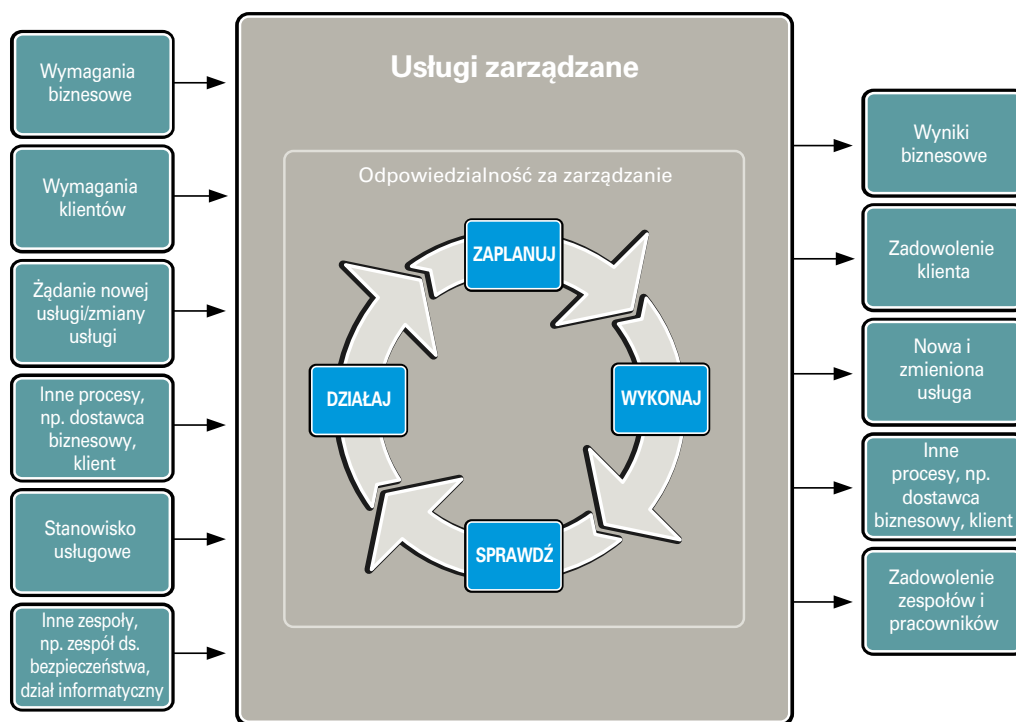 Wymagania
biznesowe
Wymagania
klientów
Żądanie nowej
usługi/zmiany
usługi
Inne procesy,
np. dostawca
biznesowy,
klient
Stanowisko
usługowe
Inne zespoły,
np. zespół ds.
bezpieczeństwa,
dział informatyczny
Usługi zarządzane
Odpowiedzialność za zarządzanie
ZAPLANUJ
WYKONAJ
SPRAWDŹ
DZIAŁAJ
Wyniki
biznesowe
Zadowolenie
klienta
Nowa i
zmieniona
usługa
Inne
procesy, np.
dostawca
biznesowy, klient
Zadowolenie
zespołów i
pracowników